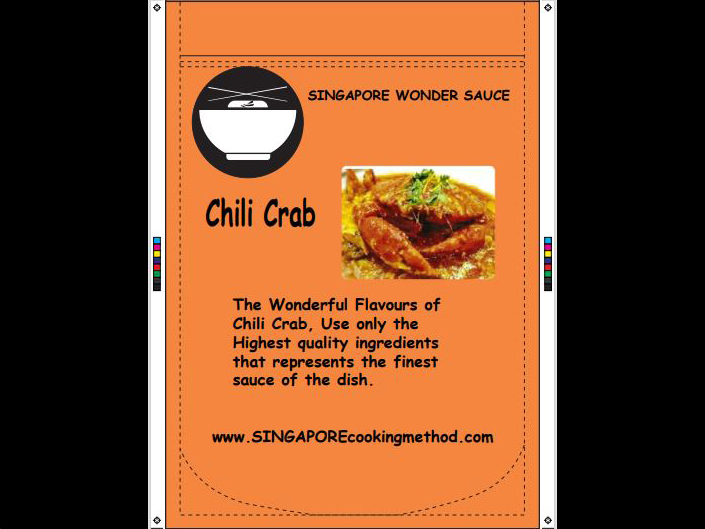 SINGAPORE WONDER SAUCE
Chili Crab
The Wonderful Flavours of
Chili Crab, Use only the
Highest quality ingredients
that represents the finest
sauce of the dish.
www.SINGAPOREcookingmethod.com